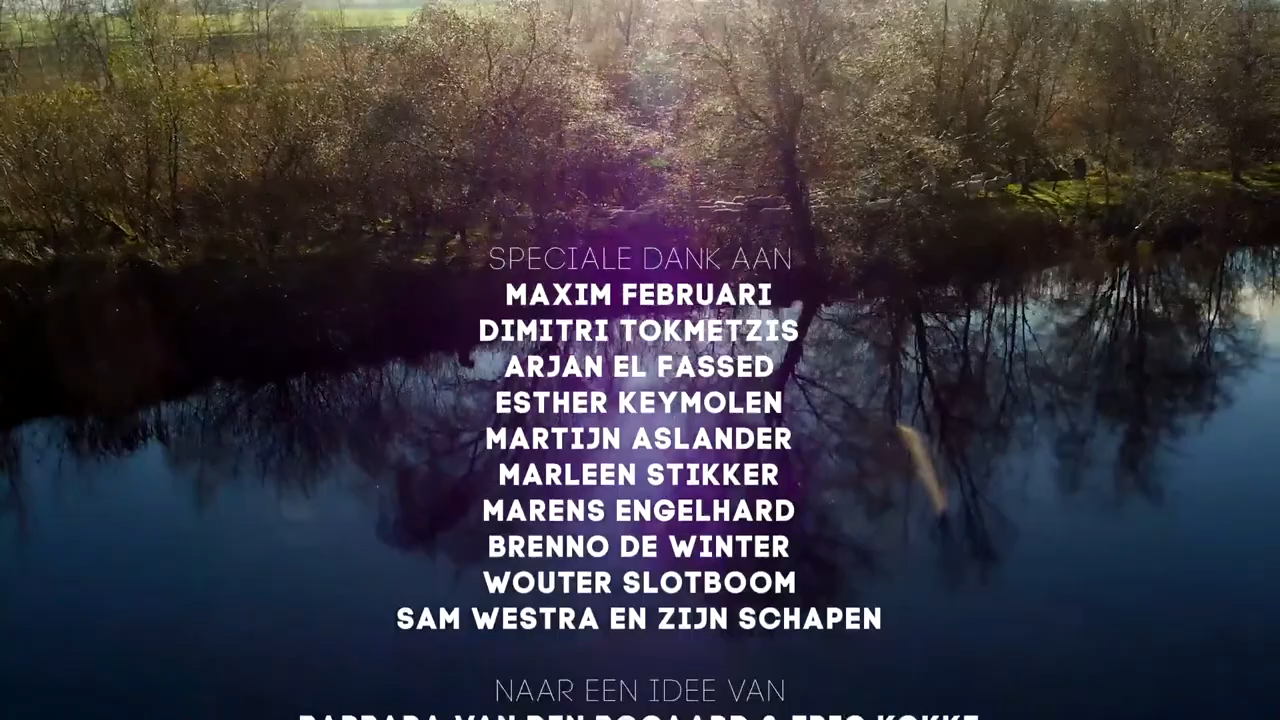 SPECIALE DANK AAN
MAXIM FEBRUARI
DIMITRI TOKMETZIS
ARJAN EL FASSED
ESTHER KEYMOLEN
MARTIJN ASLANDER
MARLEEN STIKKER
MARENS ENGELHARD
BRENNO DE WINTER
WOUTER SLOTBOOM
SAM WESTRA EN ZIJN SCHAPEN
NAAR EEN IDEE VAN